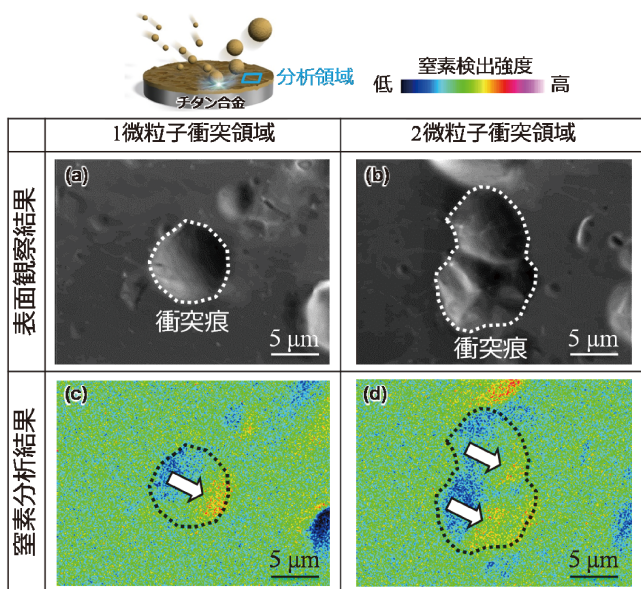 分析領域
チタン合金
窒素検出強度
低 高
1微粒子衝突領域 2微粒子衝突領域
表面観察結果
(a)
衝突痕
5 μm
(b)
衝突痕
5 μm
窒素分析結果
(c)
5 μm
(d)
5 μm